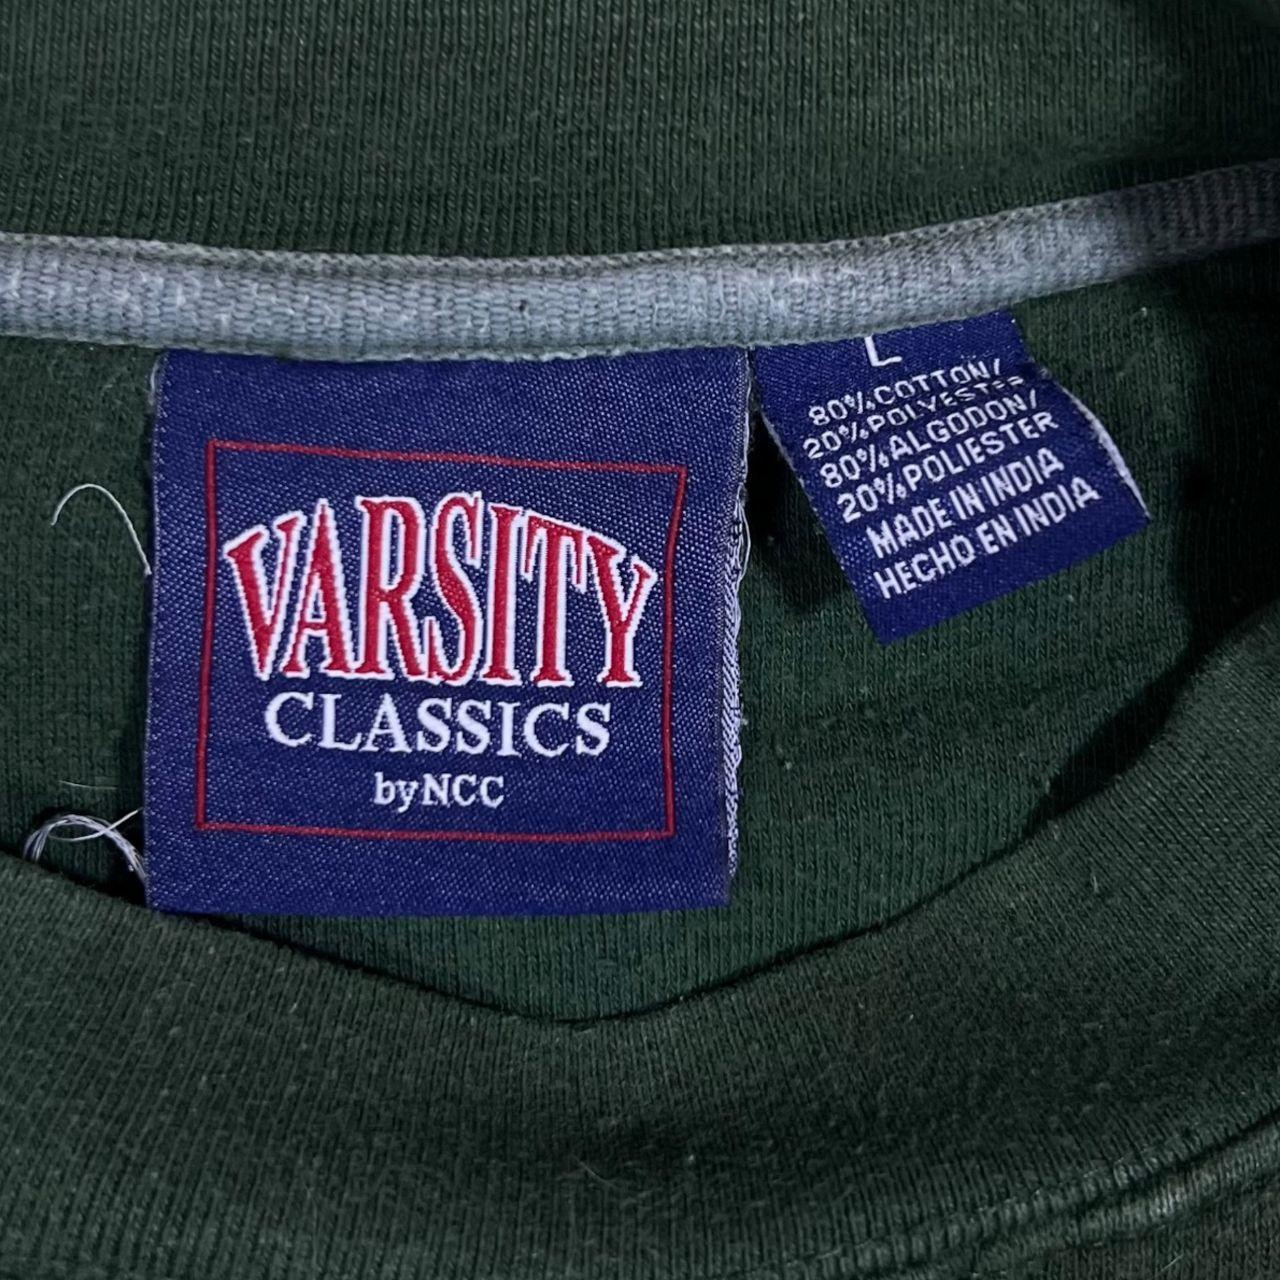 VARSITY
CLASSICS
by NCC
L
80% COTTON/
20% POLYESTER
80% ALGODON/
20% POLIESTER
MADE IN INDIA
HECHO EN INDIA